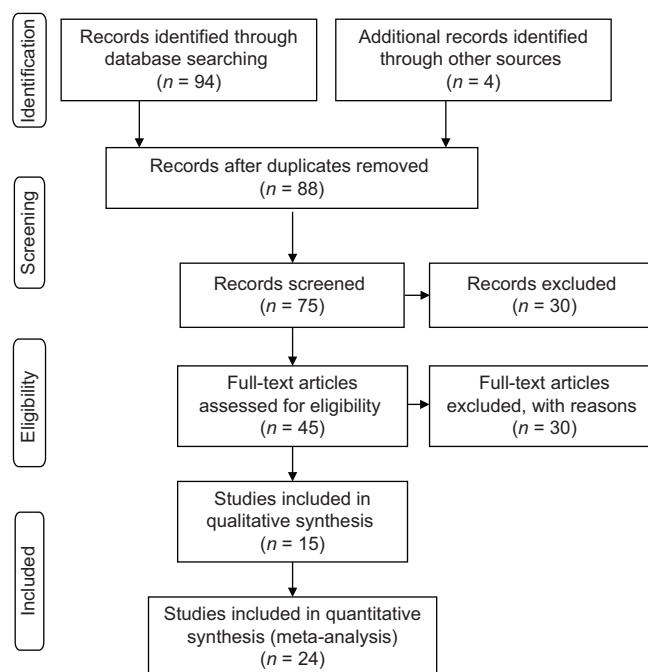 Identification
Records identified through
database searching
(n = 94)
Additional records identified
through other sources
(n = 4)
Records after duplicates removed
(n = 88)
Screening
Records screened
(n = 75)
Records excluded
(n = 30)
Eligibility
Full-text articles
assessed for eligibility
(n = 45)
Full-text articles
excluded, with reasons
(n = 30)
Studies included in
qualitative synthesis
(n = 15)
Included
Studies included in quantitative
synthesis (meta-analysis)
(n = 24)